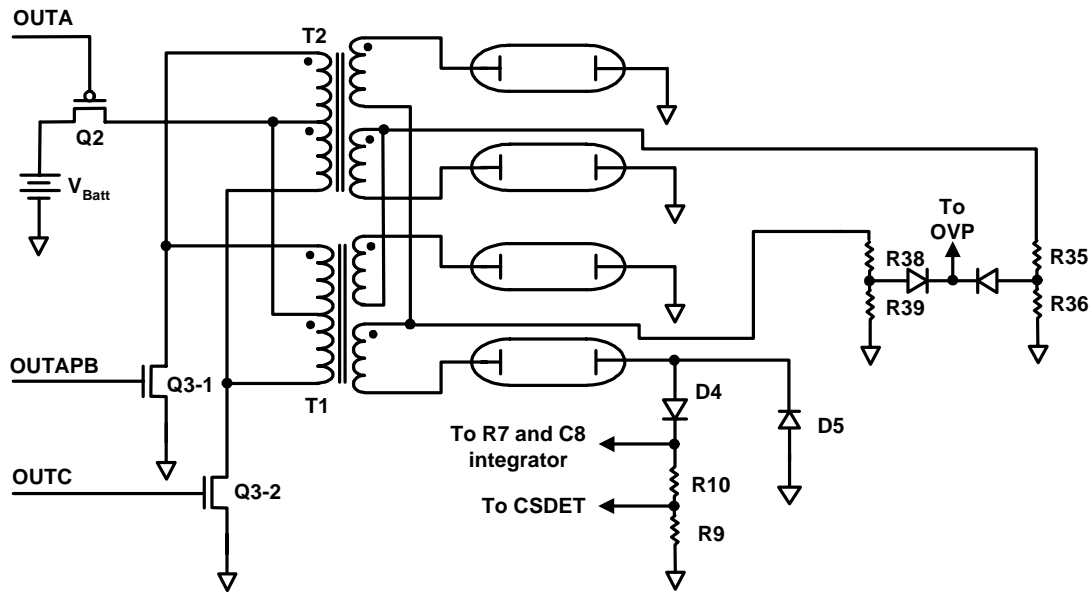 OUTA
T2
Q2
VBatt
To
OVP
R38
R35
R39
R36
OUTAPB
Q3-1
T1
D4
D5
To R7 and C8
integrator
OUTC
Q3-2
R10
To CSDET
R9